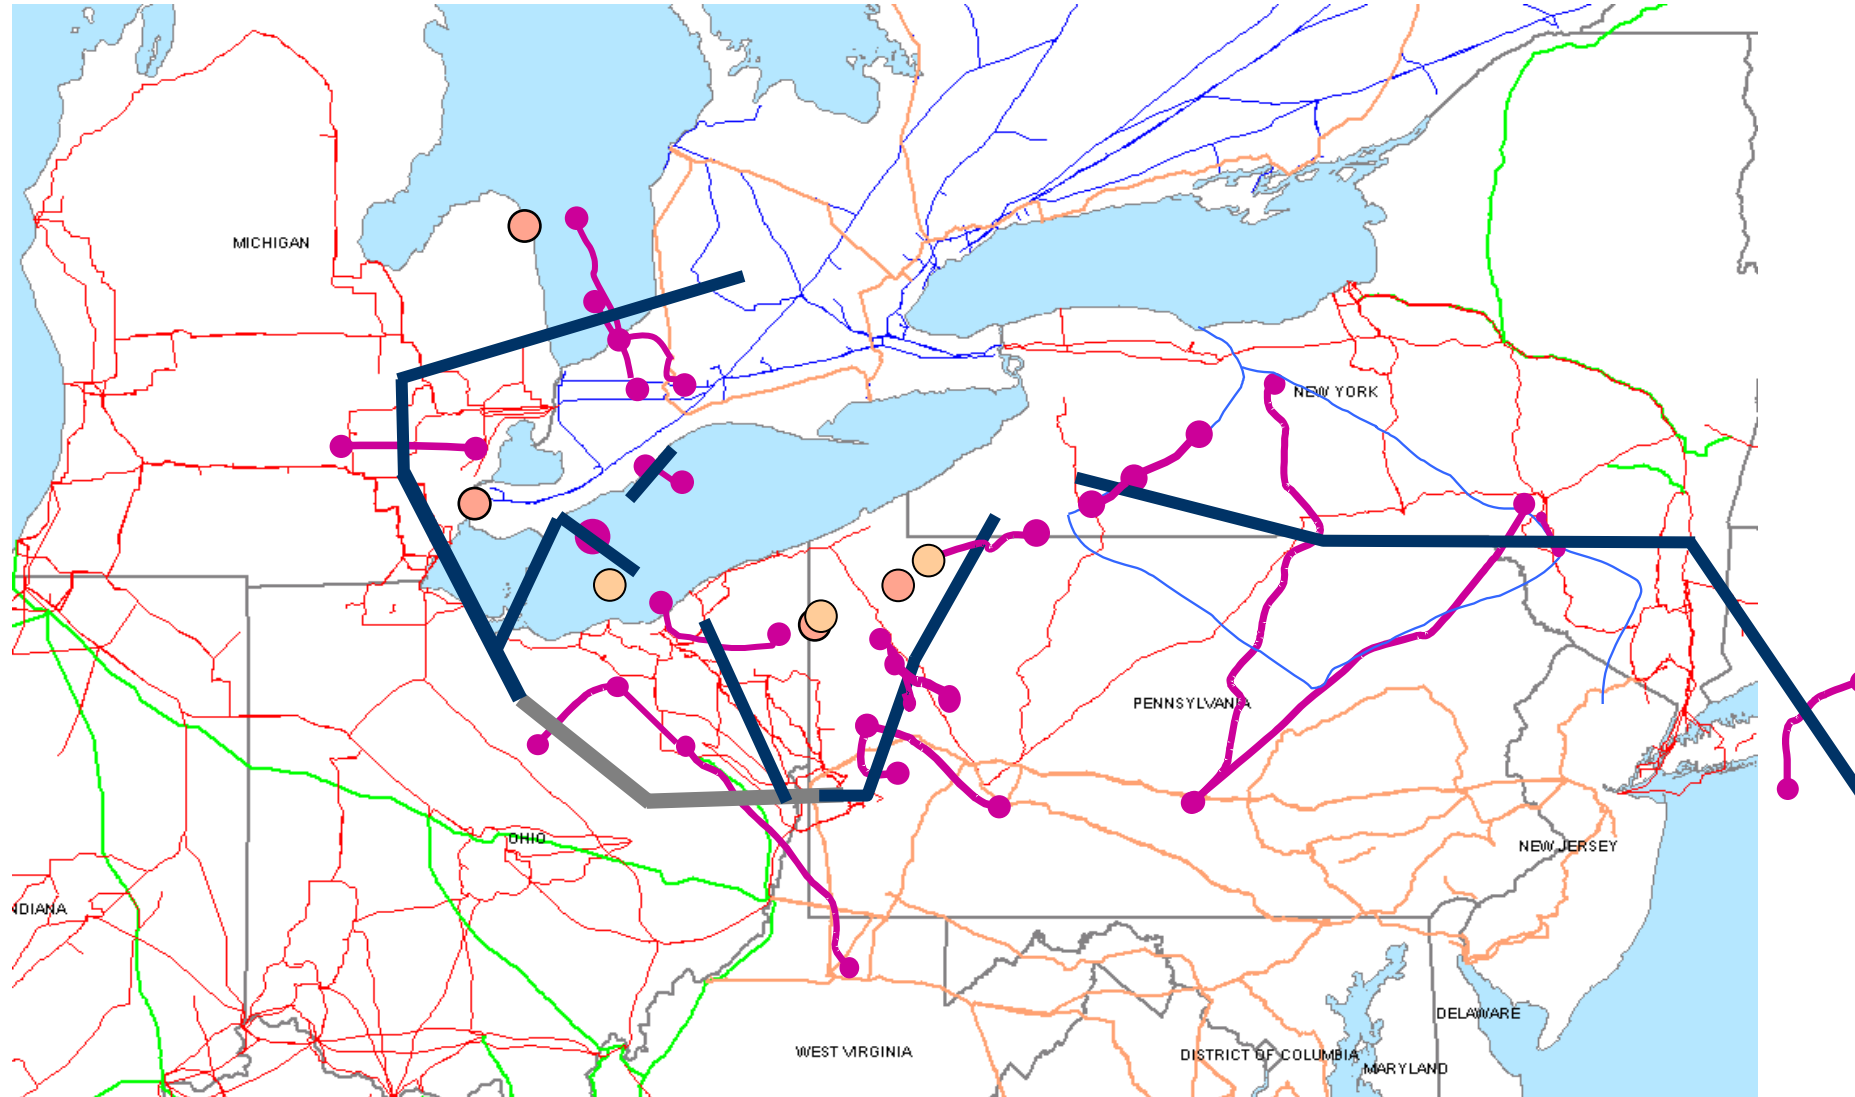 MICHIGAN
NEW YORK
PENNSYLVANIA
OHIO
NEW JERSEY
NDIANA
DELAWARE
WEST VIRGINIA
DISTRICT OF COLUMBIA
MARYLAND